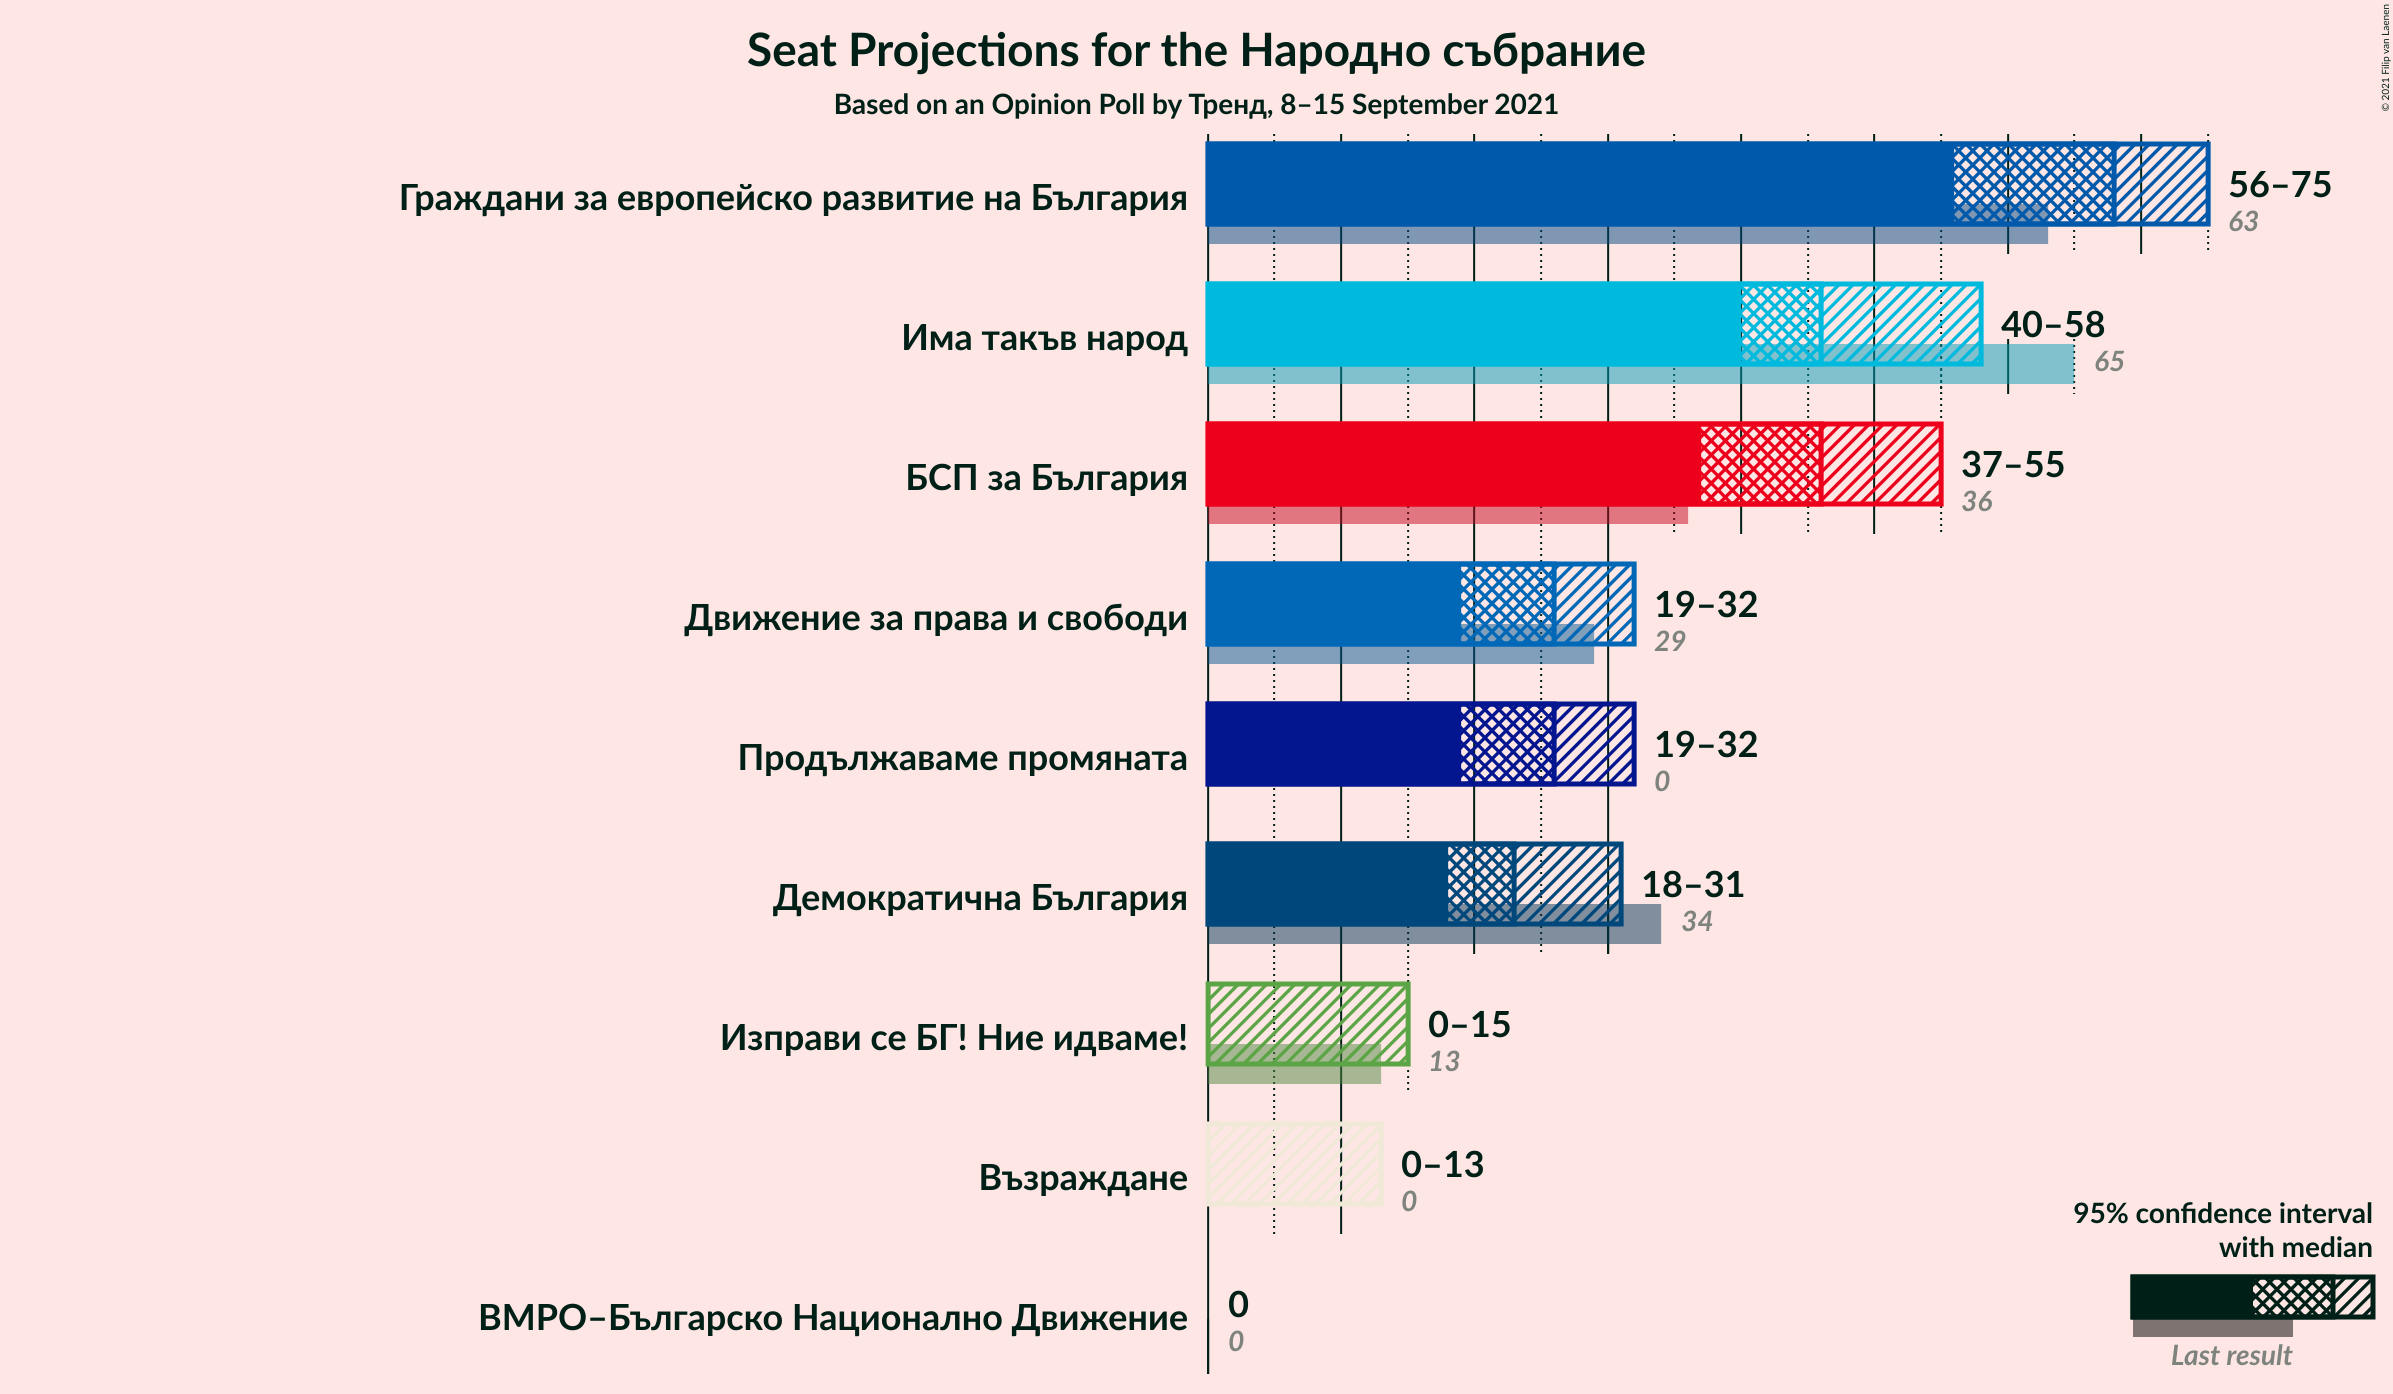 Seat Projections for the Народно събрание
Based on an Opinion Poll by Тренд, 8–15 September 2021
© 2021 Filip van Laenen
Граждани за европейско развитие на България
56–75
63
Има такъв народ
40–58
65
БСП за България
37–55
36
Движение за права и свободи
19–32
29
Продължаваме промяната
19–32
0
Демократична България
18–31
34
Изправи се БГ! Ние идваме!
0–15
13
Възраждане
0–13
0
ВМРО–Българско Национално Движение
0
0
95% confidence interval
with median
Last result